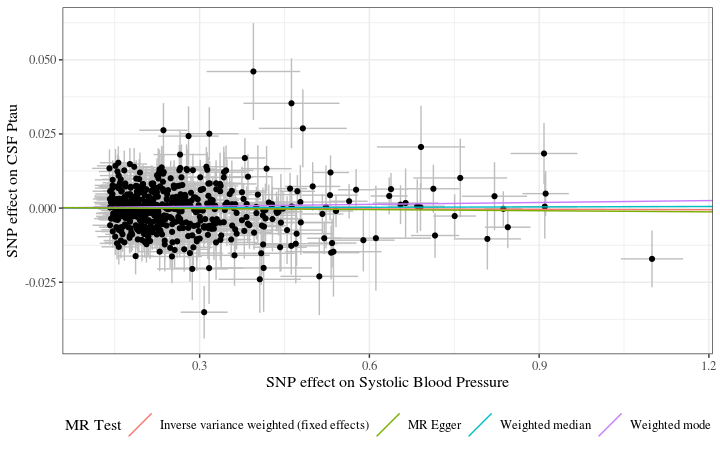 SNP effect on CSF Ptau
0.050
0.025
0.000
-0.025
0.3 0.6 0.9 1.2
SNP effect on Systolic Blood Pressure
MR Test Inverse variance weighted (fixed effects) MR Egger Weighted median Weighted mode